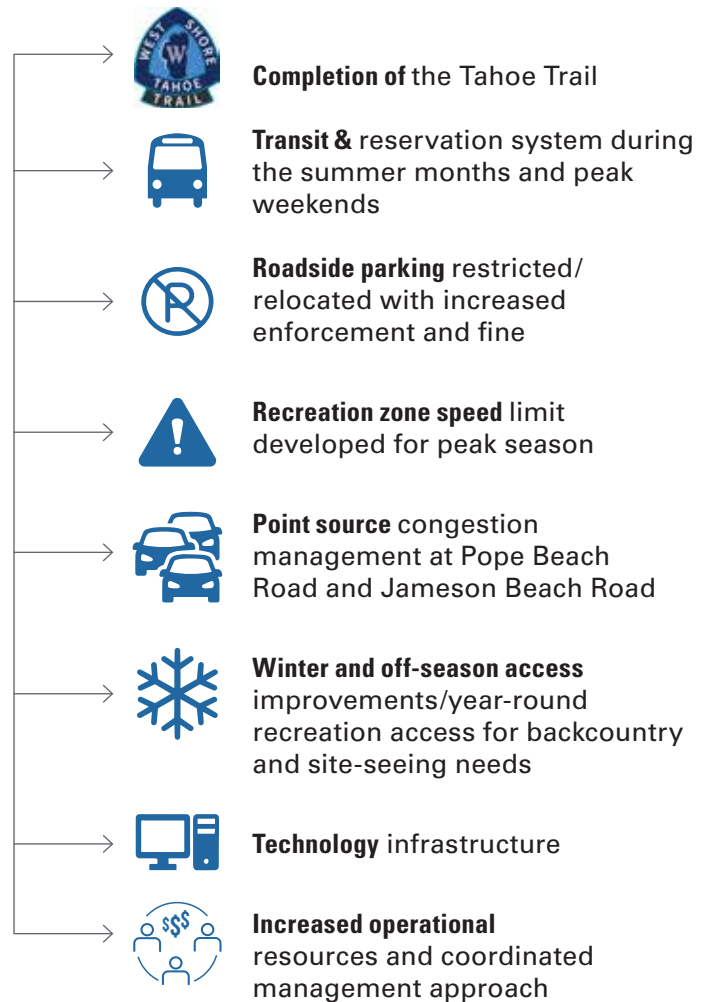 WEST SHORE
W
TAHOE
TRAIL
Completion of the Tahoe Trail
Transit & reservation system during
the summer months and peak
weekends
P
Roadside parking restricted/
relocated with increased
enforcement and fine
!
Recreation zone speed limit
developed for peak season
Point source congestion
management at Pope Beach
Road and Jameson Beach Road
Winter and off-season access
improvements/year-round
recreation access for backcountry
and site-seeing needs
Technology infrastructure
$$$
Increased operational
resources and coordinated
management approach